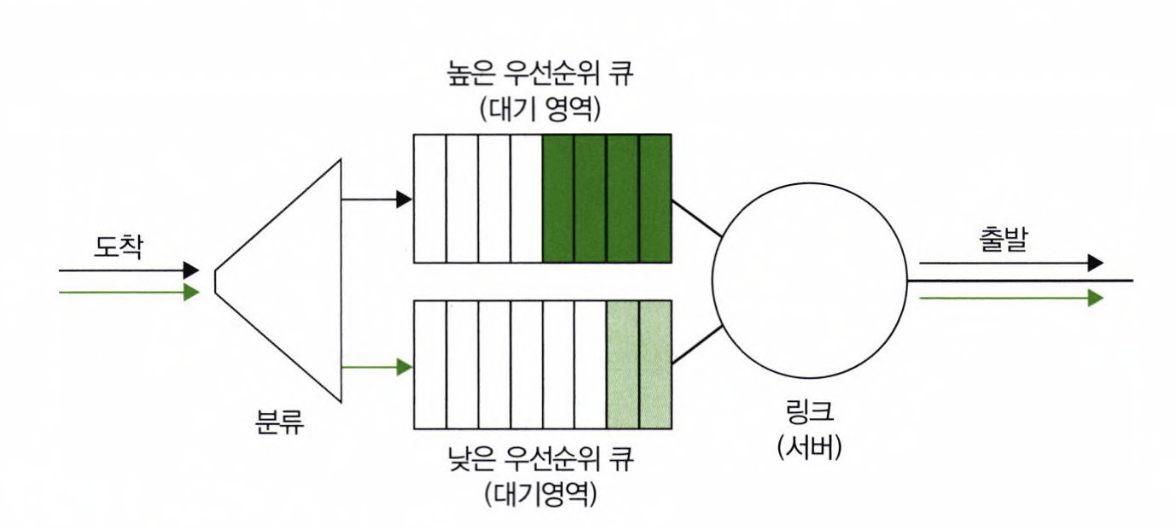 높은 우선순위 큐
(대기 영역)
도착
출발
분류
링크
(서버)
낮은 우선순위 큐
(대기영역)